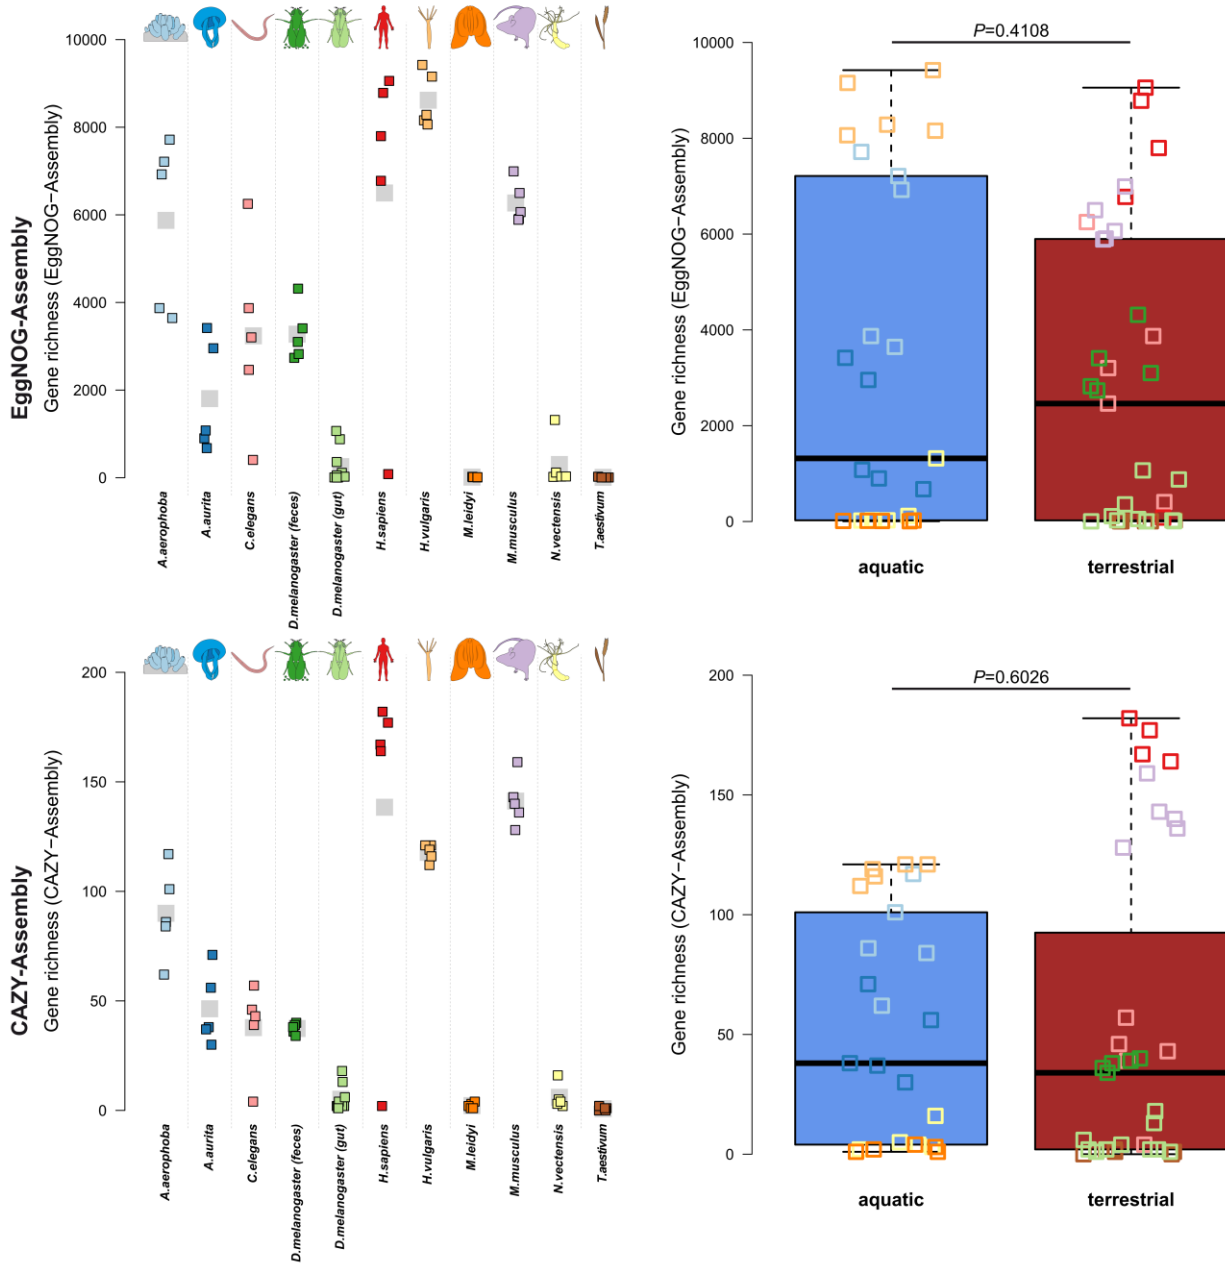 EggNOG-Assembly
Gene richness (EggNOG−Assembly)
10000
8000
6000
4000
2000
0
A.aerophoba
A.aurita
C.elegans
D.melanogaster (feces)
D.melanogaster (gut)
H.sapiens
H.vulgaris
M.leidyi
M.musculus
N.vectensis
T.aestivum
P=0.4108
Gene richness (EggNOG−Assembly)
10000
8000
6000
4000
2000
0
aquatic
terrestrial
CAZY-Assembly
Gene richness (CAZY−Assembly)
200
150
100
50
0
A.aerophoba
A.aurita
C.elegans
D.melanogaster (feces)
D.melanogaster (gut)
H.sapiens
H.vulgaris
M.leidyi
M.musculus
N.vectensis
T.aestivum
P=0.6026
Gene richness (CAZY−Assembly)
200
150
100
50
0
aquatic
terrestrial